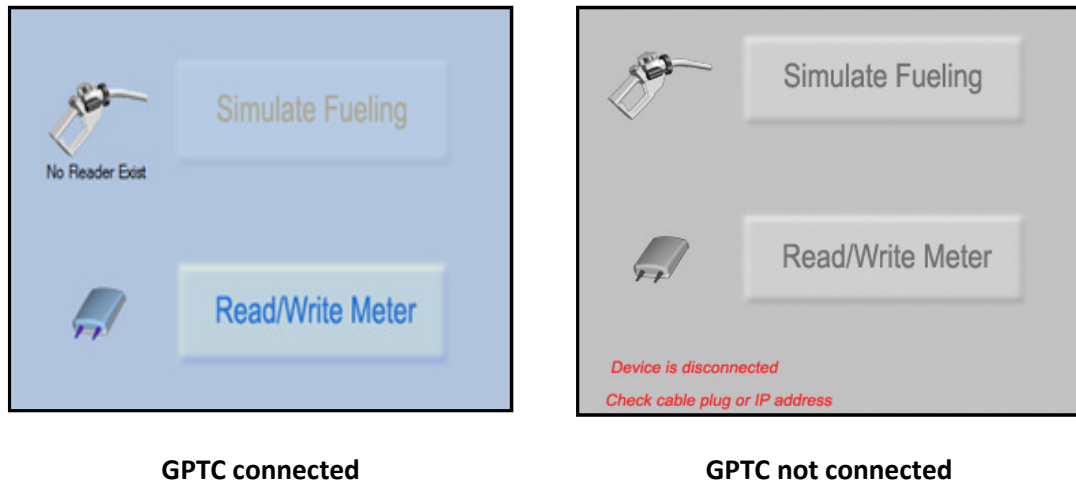 Simulate Fueling
No Reader Exist
Read/Write Meter
GPTC connected
Simulate Fueling
Read/Write Meter
Device is disconnected
Check cable plug or IP address
GPTC not connected